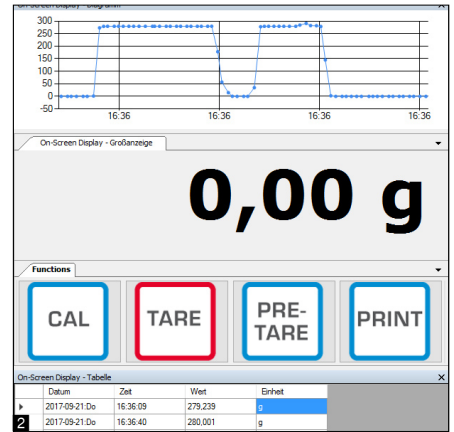 On-Screen Display - Diagramm
300
250
200
150
100
50
0
-50
16:36 16:36 16:36 16:36
On-Screen Display - Großanzeige
0,00 g
Functions
CAL TARE PRE-TARE PRINT
On-Screen Display - Tabelle
Datum Zeit Wert Einheit
2017-09-21:Do 16:36:09 279,239 g
2017-09-21:Do 16:36:40 280,001 g
2